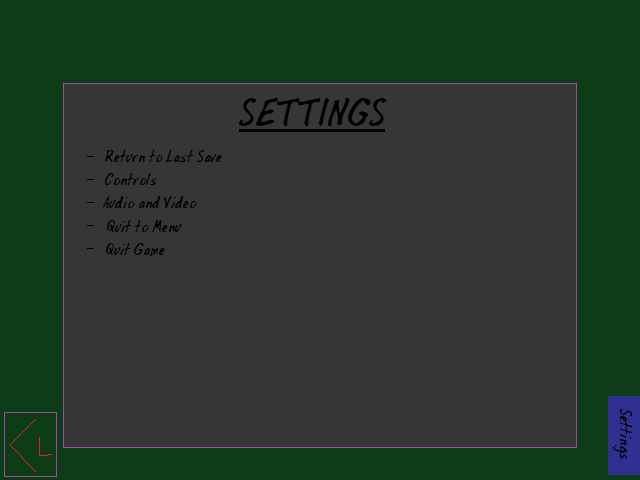 SETTINGS
- Return to Last Save
- Controls
- Audio and Video
- Quit to Menu
- Quit Game
Settings